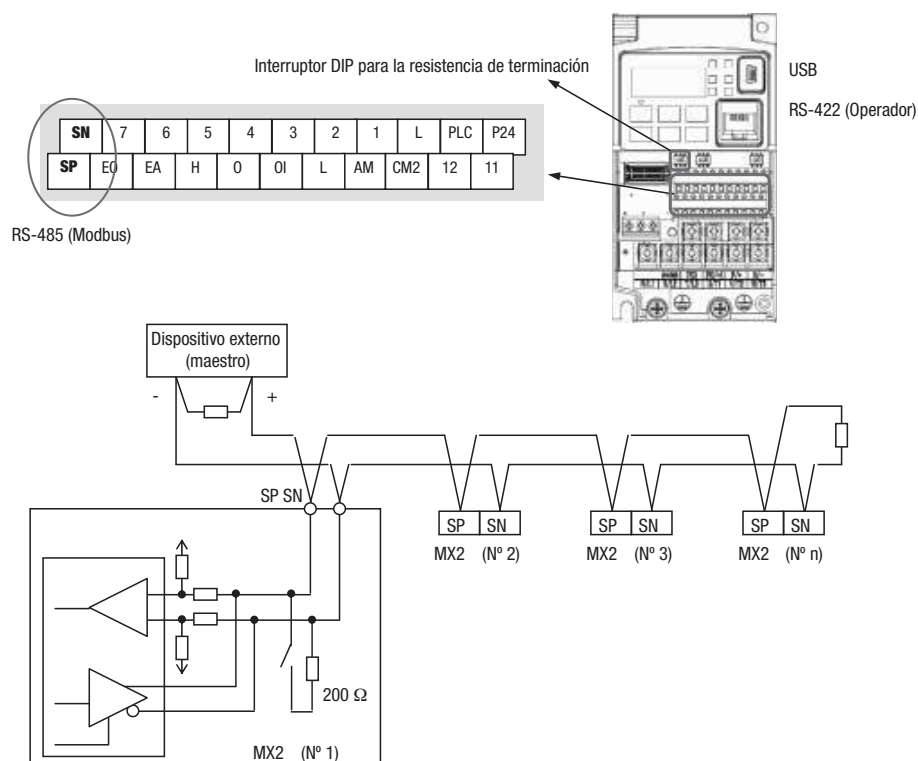 Interruptor DIP para la resistencia de terminación
USB
RS-422 (Operador)
SN 7 6 5 4 3 2 1 L PLC P24
SP EO EA H O OI L AM CM2 12 11
RS-485 (Modbus)
Dispositivo externo
(maestro)
- +
SP SN
SP SN
MX2 (Nº 2)
SP SN
MX2 (Nº 3)
SP SN
MX2 (Nº n)
200 Ω
MX2 (Nº 1)